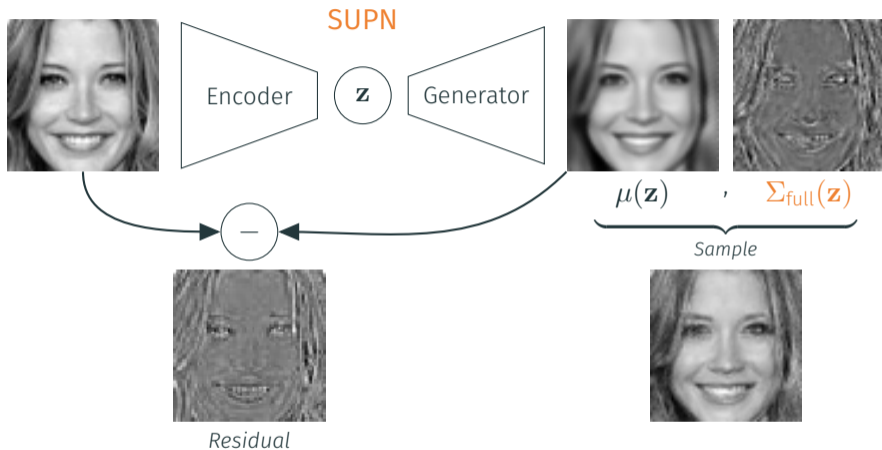 SUPN
Encoder
z
Generator
μ(z) , Σfull(z)
Sample
−
Residual